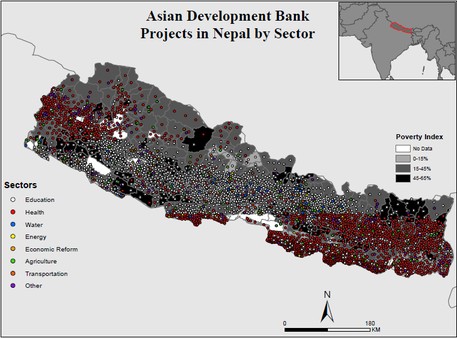 Asian Development Bank
Projects in Nepal by Sector
Poverty Index
No Data
0-15%
15-45%
45-65%
Sectors
Education
Health
Water
Energy
Economic Reform
Agriculture
Transportation
Other
N
0
180
KM